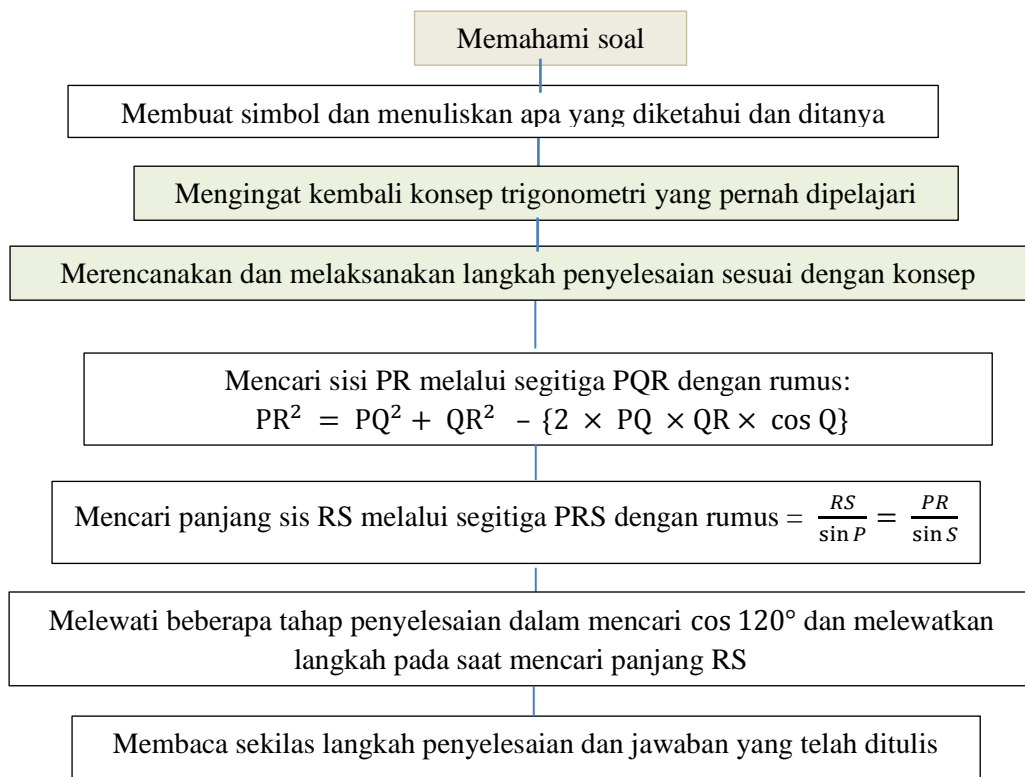 Memahami soal
Membuat simbol dan menuliskan apa yang diketahui dan ditanya
Mengingat kembali konsep trigonometri yang pernah dipelajari
Merencanakan dan melaksanakan langkah penyelesaian sesuai dengan konsep
Mencari sisi PR melalui segitiga PQR dengan rumus:
PR² = PQ² + QR² – {2 × PQ × QR × cos Q}
Mencari panjang sis RS melalui segitiga PRS dengan rumus = RS/sin P = PR/sin S
Melewati beberapa tahap penyelesaian dalam mencari cos 120° dan melewatkan
langkah pada saat mencari panjang RS
Membaca sekilas langkah penyelesaian dan jawaban yang telah ditulis